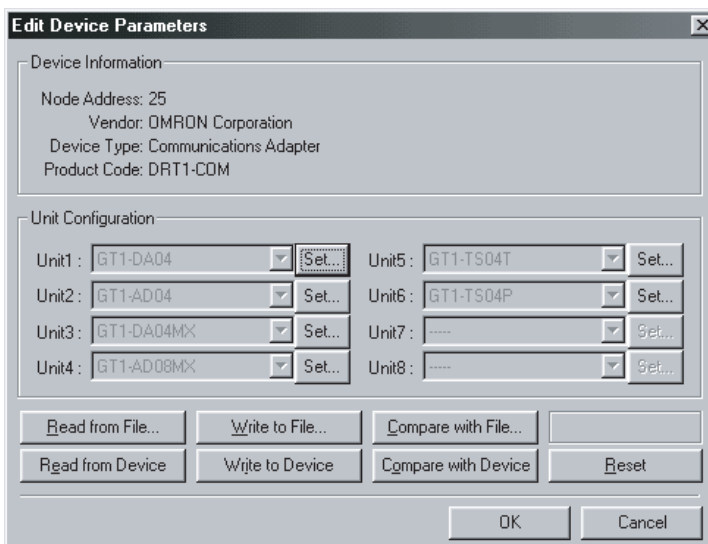 Edit Device Parameters
Device Information
Node Address: 25
Vendor: OMRON Corporation
Device Type: Communications Adapter
Product Code: DRT1-COM
Unit Configuration
Unit1 : GT1-DA04 Set... Unit5 : GT1-TS04T Set...
Unit2 : GT1-AD04 Set... Unit6 : GT1-TS04P Set...
Unit3 : GT1-DA04MX Set... Unit7 : ----- Set...
Unit4 : GT1-AD08MX Set... Unit8 : ----- Set...
Read from File... Write to File... Compare with File...
Read from Device Write to Device Compare with Device Reset
OK Cancel